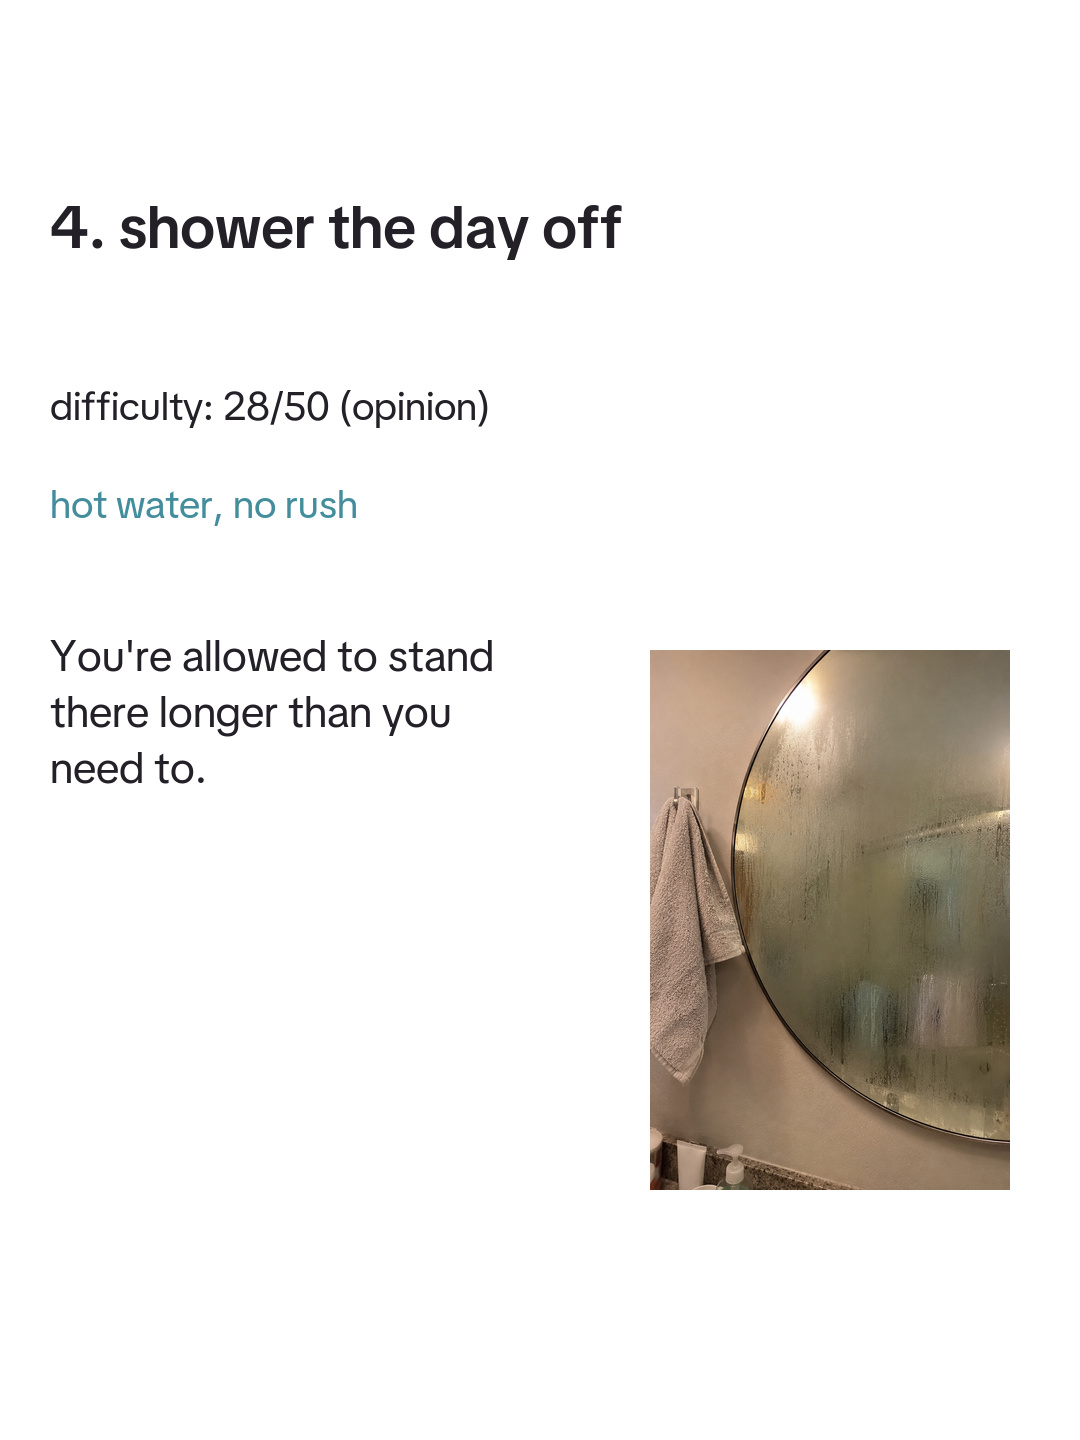 4. shower the day off
difficulty: 28/50 (opinion)
hot water, no rush
You're allowed to stand
there longer than you
need to.